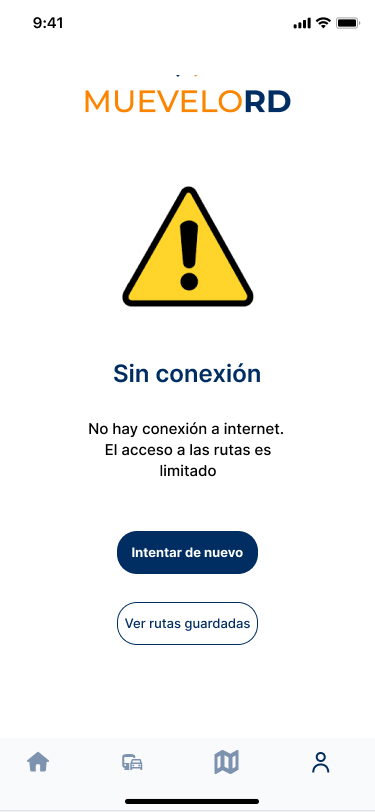 9:41
MUEVELORD
Sin conexión
No hay conexión a internet.
El acceso a las rutas es
limitado
Intentar de nuevo
Ver rutas guardadas